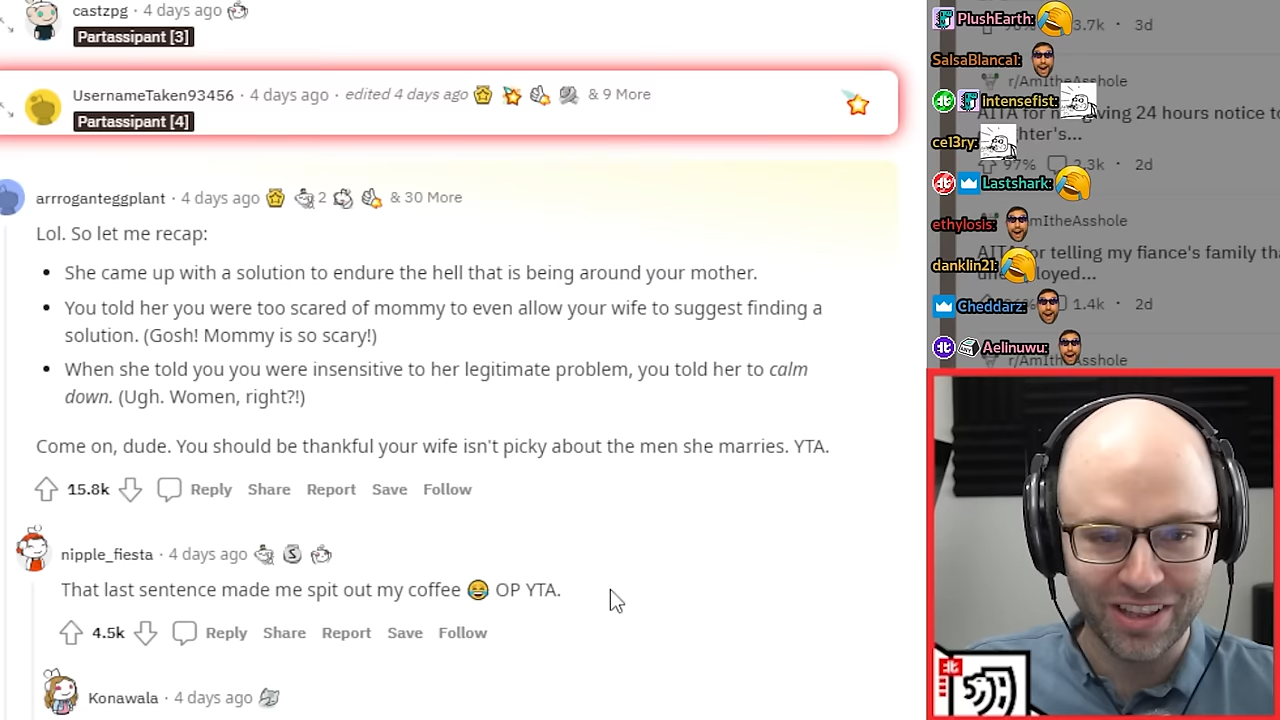 castzpg · 4 days ago
Partassipant [3]
UsernameTaken93456 · 4 days ago · edited 4 days ago & 9 More
Partassipant [4]
arrroganteggplant · 4 days ago 2 & 30 More
Lol. So let me recap:
• She came up with a solution to endure the hell that is being around your mother.
• You told her you were too scared of mommy to even allow your wife to suggest finding a
solution. (Gosh! Mommy is so scary!)
• When she told you you were insensitive to her legitimate problem, you told her to calm
down. (Ugh. Women, right?!)
Come on, dude. You should be thankful your wife isn't picky about the men she marries. YTA.
15.8k Reply Share Report Save Follow
nipple_fiesta · 4 days ago
That last sentence made me spit out my coffee 😂 OP YTA.
4.5k Reply Share Report Save Follow
Konawala · 4 days ago
PlushEarth: 3.7k · 3d
SalsaBlanca1:
r/AmItheAsshole
intensefist:
AITA for ving 24 hours notice to
ce13ry: hter's...
97% 2.3k · 2d
Lastshark:
ethylosis: mItheAsshole
AITA for telling my fiance's family
danklin21: loyed...
Cheddarz: 1.4k · 2d
Aelinuwu: r/AmItheAsshole